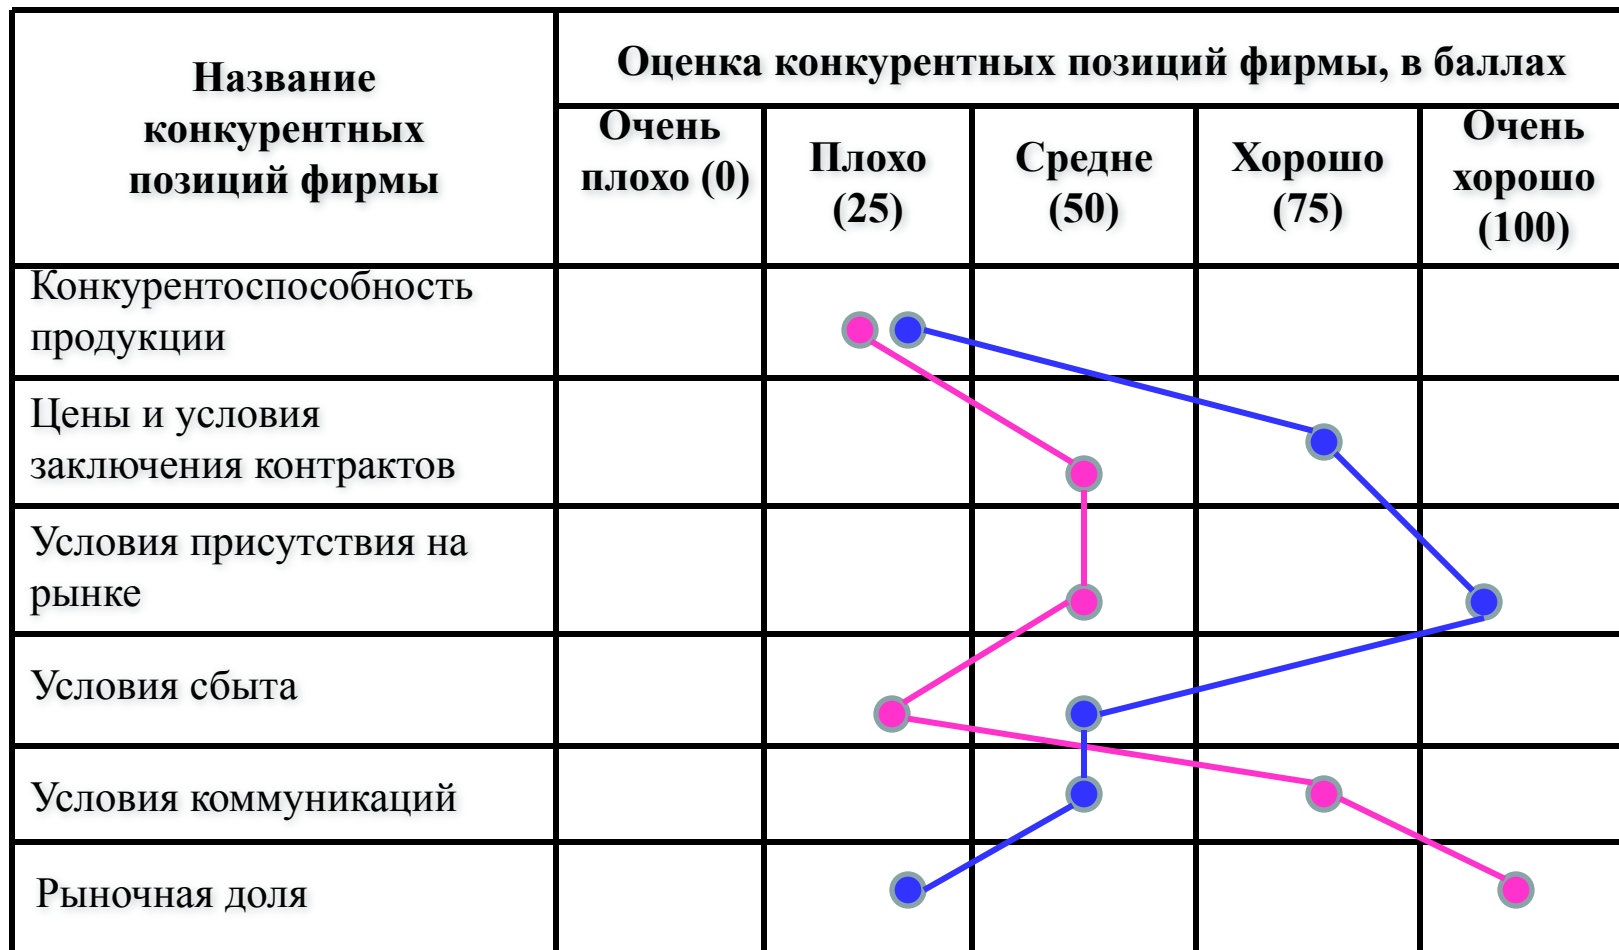 Название
конкурентных
позиций фирмы
Оценка конкурентных позиций фирмы, в баллах
Очень
плохо (0)
Плохо
(25)
Средне
(50)
Хорошо
(75)
Очень
хорошо
(100)
Конкурентоспособность
продукции
Цены и условия
заключения контрактов
Условия присутствия на
рынке
Условия сбыта
Условия коммуникаций
Рыночная доля